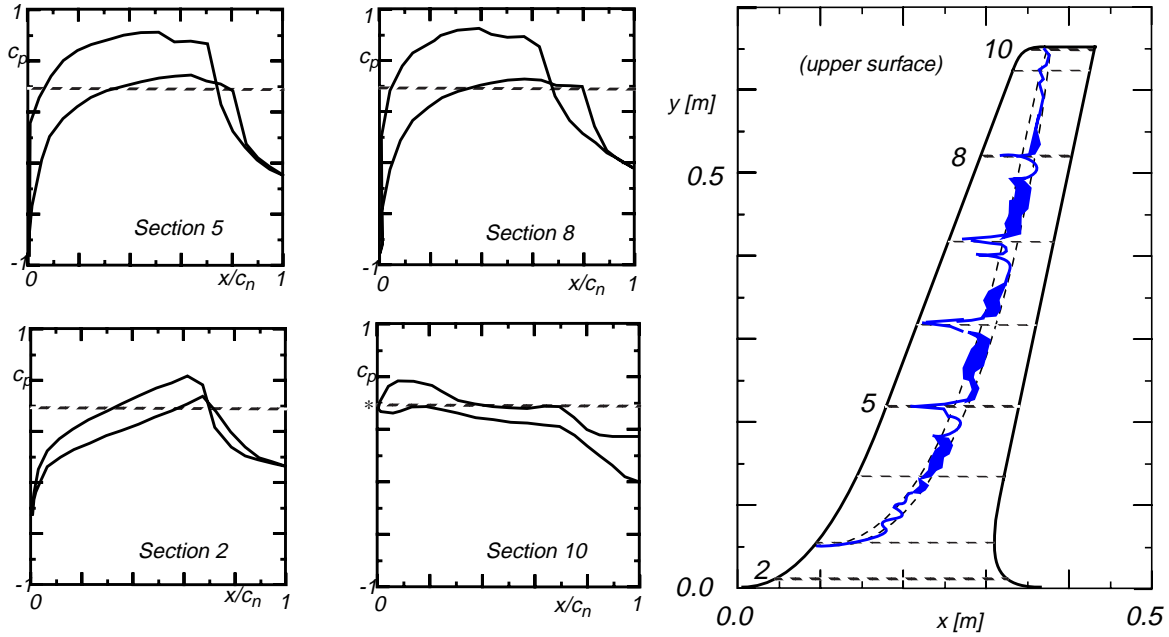 1
c_p
-1
0
x/c_n
1
Section 5
1
c_p
-1
0
x/c_n
1
Section 8
1
c_p
-1
0
x/c_n
1
Section 2
1
c_p
*
-1
0
x/c_n
1
Section 10
(upper surface)
10
y [m]
8
0.5
5
2
0.0
0.0
x [m]
0.5